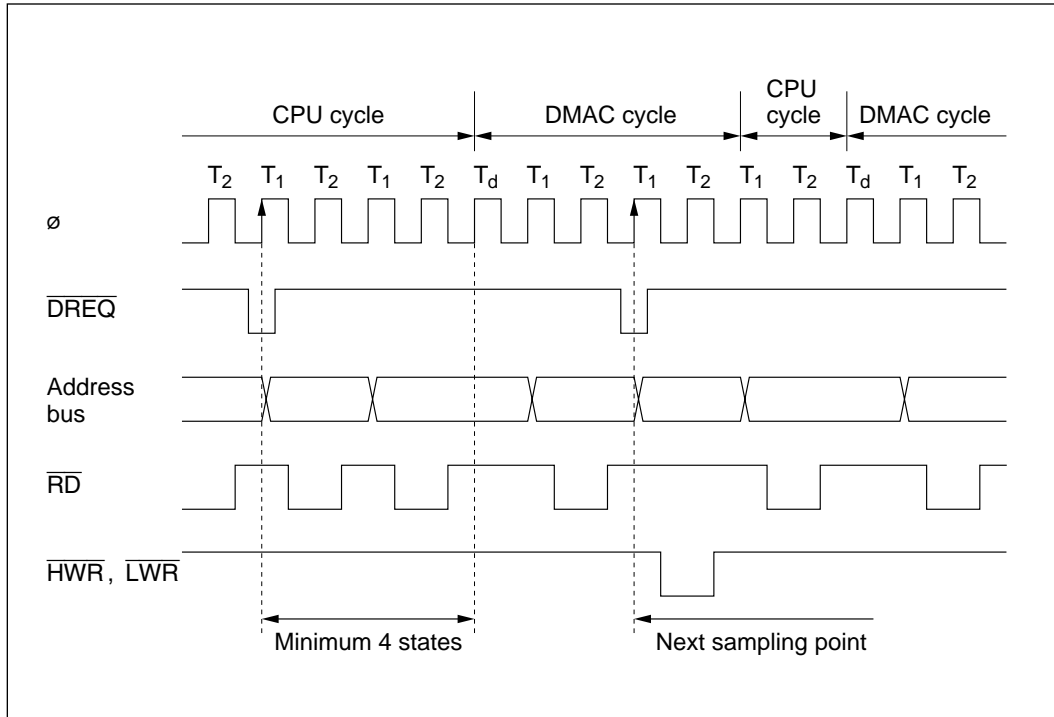 CPU
CPU cycle DMAC cycle cycle DMAC cycle
T2 T1 T2 T1 T2 Td T1 T2 T1 T2 T1 T2 Td T1 T2
ø
DREQ
Address
bus
RD
HWR, LWR
Minimum 4 states Next sampling point